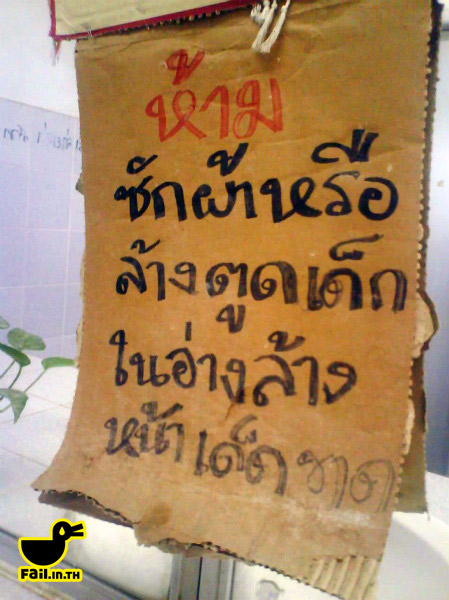 ห้าม
ซักผ้าหรือ
ล้างตูดเด็ก
ในอ่างล้าง
หน้าเด็ดขาด
FAiL.in.TH